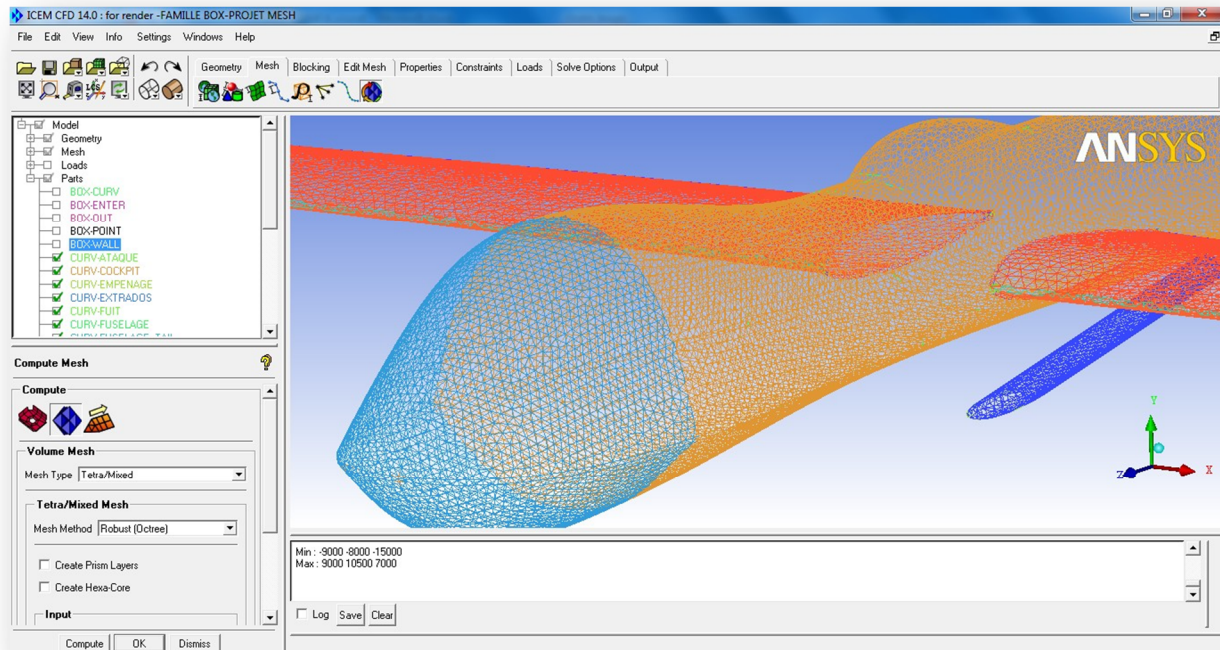 ICEM CFD 14.0 : for render -FAMILLE BOX-PROJET MESH
File Edit View Info Settings Windows Help
Geometry Mesh Blocking Edit Mesh Properties Constraints Loads Solve Options Output
LCS
Model
Geometry
Mesh
Loads
Parts
BOX-CURV
BOX-ENTER
BOX-OUT
BOX-POINT
BOX-WALL
CURV-ATAQUE
CURV-COCKPIT
CURV-EMPENAGE
CURV-EXTRADOS
CURV-FUIT
CURV-FUSELAGE
Compute Mesh
Compute
Volume Mesh
Mesh Type Tetra/Mixed
Tetra/Mixed Mesh
Mesh Method Robust (Octree)
Create Prism Layers
Create Hexa-Core
Input
Compute OK Dismiss
ANSYS
Y
X
Z
Min : -9000 -8000 -15000
Max : 9000 10500 7000
Log Save Clear